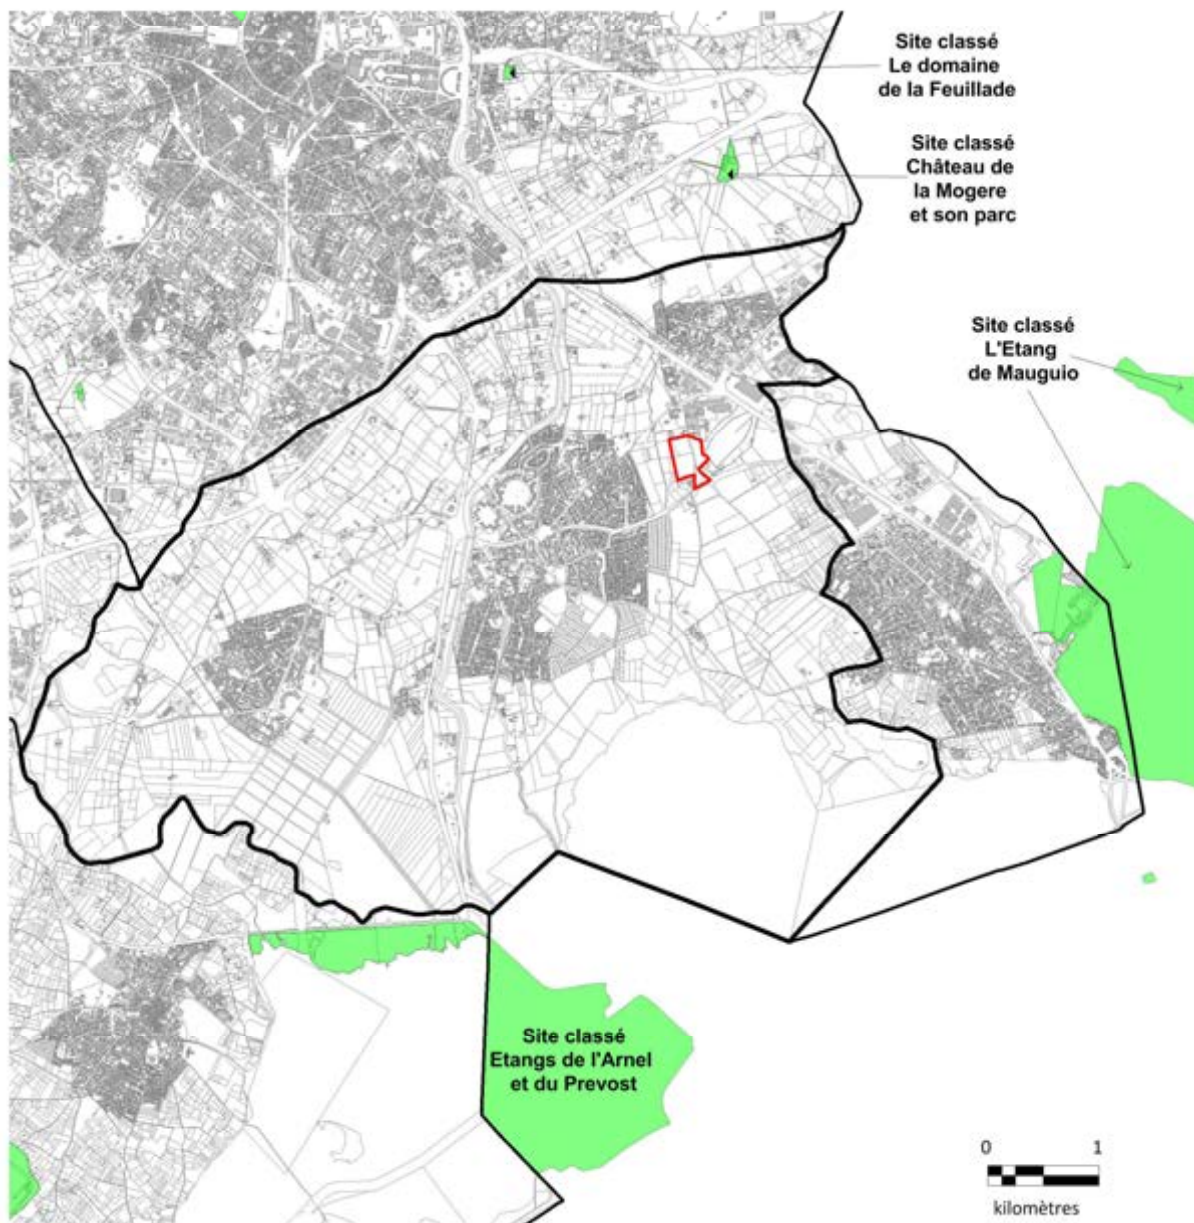 Site classé
Le domaine
de la Feuillade
Site classé
Château de
la Mogere
et son parc
Site classé
L'Etang
de Mauguio
Site classé
Etangs de l'Arnel
et du Prevost
0 1
kilomètres